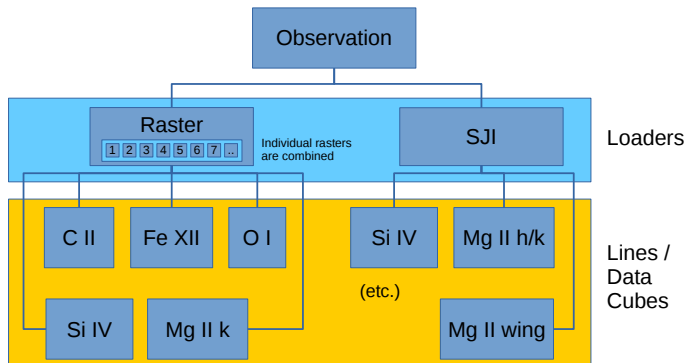 Observation
Raster
1 2 3 4 5 6 7 ..
Individual rasters
are combined
SJI
Loaders
C II
Fe XII
O I
Si IV
Mg II h/k
(etc.)
Lines /
Data
Cubes
Si IV
Mg II k
Mg II wing